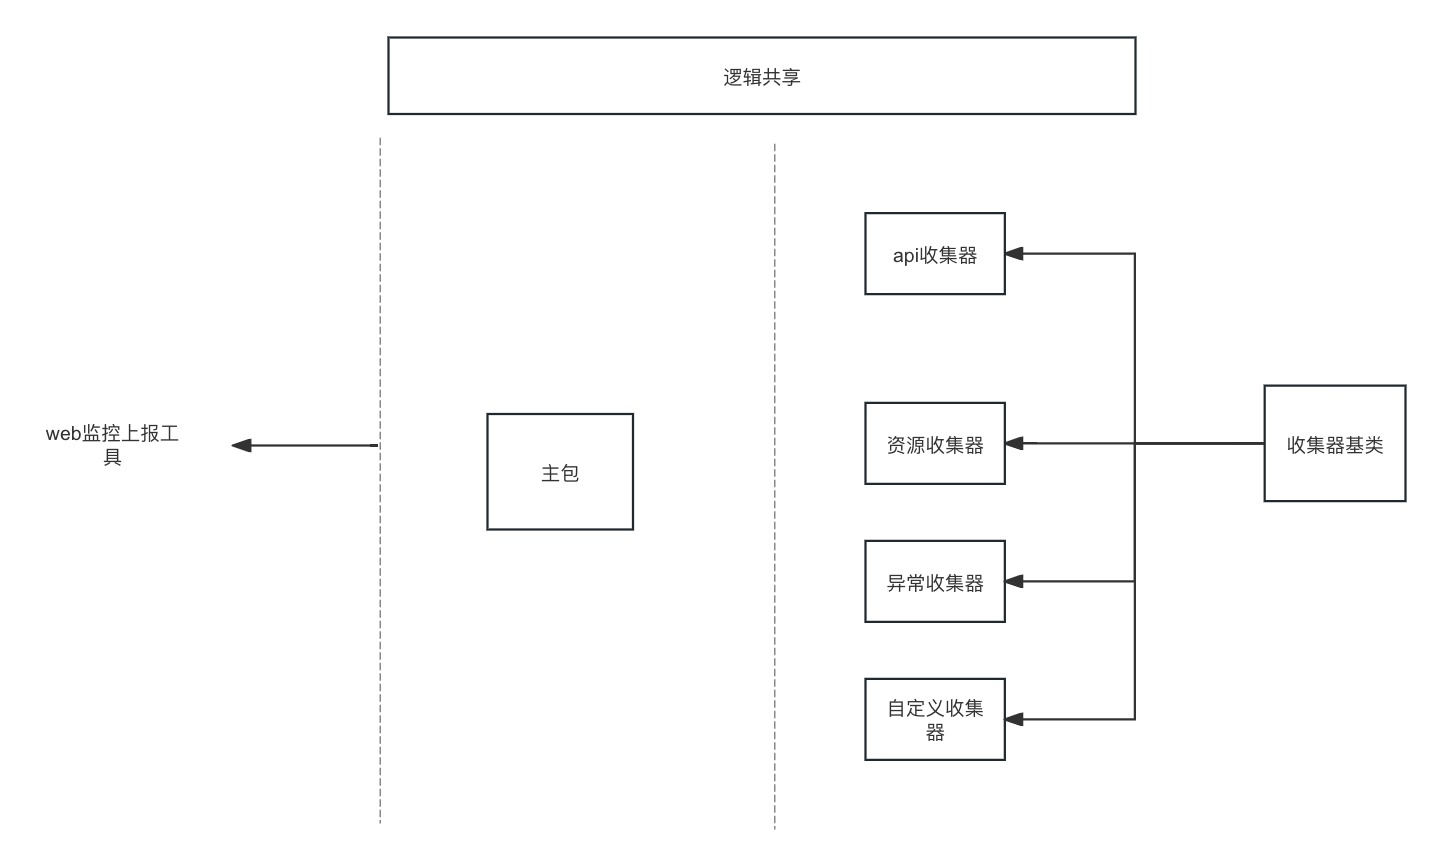 逻辑共享
api收集器
web监控上报工
具
主包
资源收集器
收集器基类
异常收集器
自定义收集
器